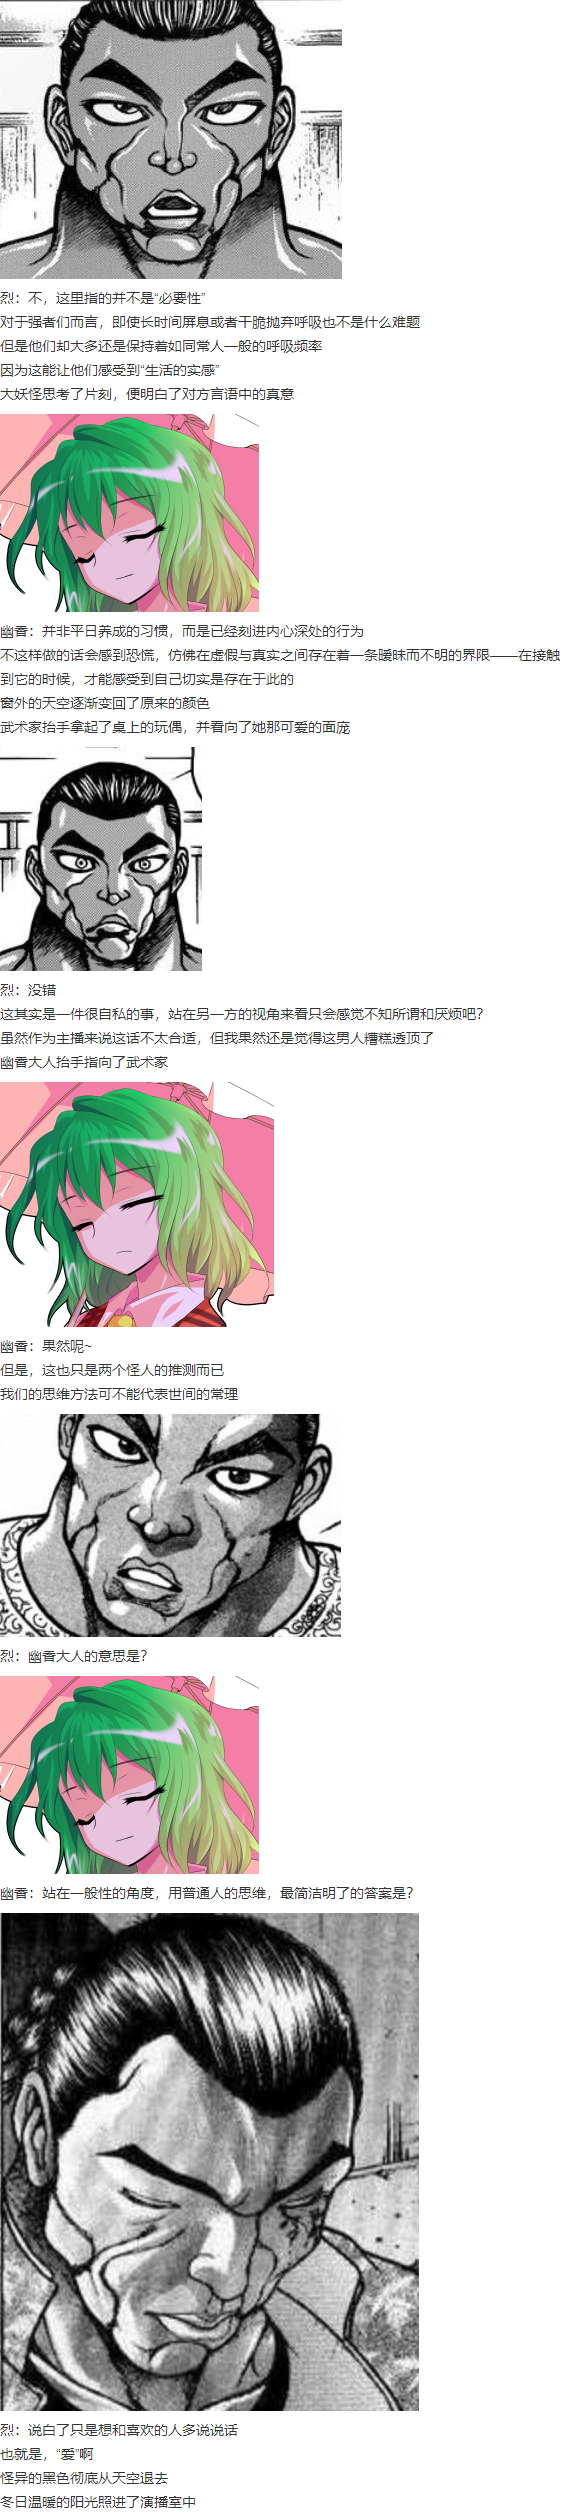 烈：不，这里指的并不是“必要性”
对于强者们而言，即使长时间屏息或者干脆抛弃呼吸也不是什么难题
但是他们却大多还是保持着如同常人一般的呼吸频率
因为这能让他们感受到“生活的实感”
大妖怪思考了片刻，便明白了对方言语中的真意
幽香：并非平日养成的习惯，而是已经刻进内心深处的行为
不这样做的话会感到恐慌，仿佛在虚假与真实之间存在着一条暧昧而不明的界限——在接触
到它的时候，才能感受到自己切实是存在于此的
窗外的天空逐渐变回了原来的颜色
武术家抬手拿起了桌上的玩偶，并看向了她那可爱的面庞
烈：没错
这其实是一件很自私的事，站在另一方的视角来看只会感觉不知所谓和厌烦吧？
虽然作为主播来说这话不太合适，但我果然还是觉得这男人糟糕透顶了
幽香大人抬手指向了武术家
幽香：果然呢~
但是，这也只是两个怪人的推测而已
我们的思维方法可不能代表世间的常理
烈：幽香大人的意思是？
幽香：站在一般性的角度，用普通人的思维，最简洁明了的答案是？
烈：说白了只是想和喜欢的人多说说话
也就是，“爱”啊
怪异的黑色彻底从天空退去
冬日温暖的阳光照进了演播室中